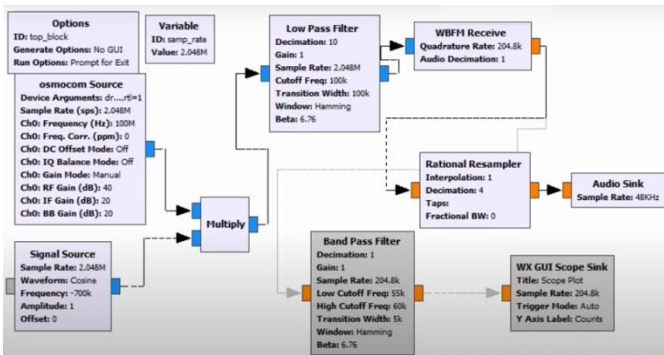 Options
ID: top_block
Generate Options: No GUI
Run Options: Prompt for Exit
Variable
ID: samp_rate
Value: 2.048M
osmocom Source
Device Arguments: dr...,rtl=1
Sample Rate (sps): 2.048M
Ch0: Frequency (Hz): 100M
Ch0: Freq. Corr. (ppm): 0
Ch0: DC Offset Mode: Off
Ch0: IQ Balance Mode: Off
Ch0: Gain Mode: Manual
Ch0: RF Gain (dB): 40
Ch0: IF Gain (dB): 20
Ch0: BB Gain (dB): 20
Signal Source
Sample Rate: 2.048M
Waveform: Cosine
Frequency: -700k
Amplitude: 1
Offset: 0
Multiply
Low Pass Filter
Decimation: 10
Gain: 1
Sample Rate: 2.048M
Cutoff Freq: 100k
Transition Width: 100k
Window: Hamming
Beta: 6.76
WBFM Receive
Quadrature Rate: 204.8k
Audio Decimation: 1
Rational Resampler
Interpolation: 1
Decimation: 4
Taps:
Fractional BW: 0
Audio Sink
Sample Rate: 48KHz
Band Pass Filter
Decimation: 1
Gain: 1
Sample Rate: 204.8k
Low Cutoff Freq: 55k
High Cutoff Freq: 60k
Transition Width: 5k
Window: Hamming
Beta: 6.76
WX GUI Scope Sink
Title: Scope Plot
Sample Rate: 204.8k
Trigger Mode: Auto
Y Axis Label: Counts